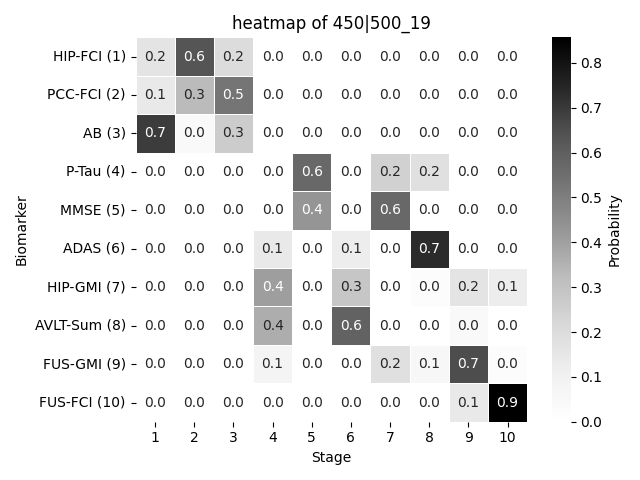 heatmap of 450|500_19
HIP-FCI (1) 0.2 0.6 0.2 0.0 0.0 0.0 0.0 0.0 0.0 0.0
PCC-FCI (2) 0.1 0.3 0.5 0.0 0.0 0.0 0.0 0.0 0.0 0.0
AB (3) 0.7 0.0 0.3 0.0 0.0 0.0 0.0 0.0 0.0 0.0
P-Tau (4) 0.0 0.0 0.0 0.0 0.6 0.0 0.2 0.2 0.0 0.0
MMSE (5) 0.0 0.0 0.0 0.0 0.4 0.0 0.6 0.0 0.0 0.0
ADAS (6) 0.0 0.0 0.0 0.1 0.0 0.1 0.0 0.7 0.0 0.0
HIP-GMI (7) 0.0 0.0 0.0 0.4 0.0 0.3 0.0 0.0 0.2 0.1
AVLT-Sum (8) 0.0 0.0 0.0 0.4 0.0 0.6 0.0 0.0 0.0 0.0
FUS-GMI (9) 0.0 0.0 0.0 0.1 0.0 0.0 0.2 0.1 0.7 0.0
FUS-FCI (10) 0.0 0.0 0.0 0.0 0.0 0.0 0.0 0.0 0.1 0.9
1 2 3 4 5 6 7 8 9 10
Stage
Biomarker
0.8
0.7
0.6
0.5
0.4
0.3
0.2
0.1
0.0
Probability